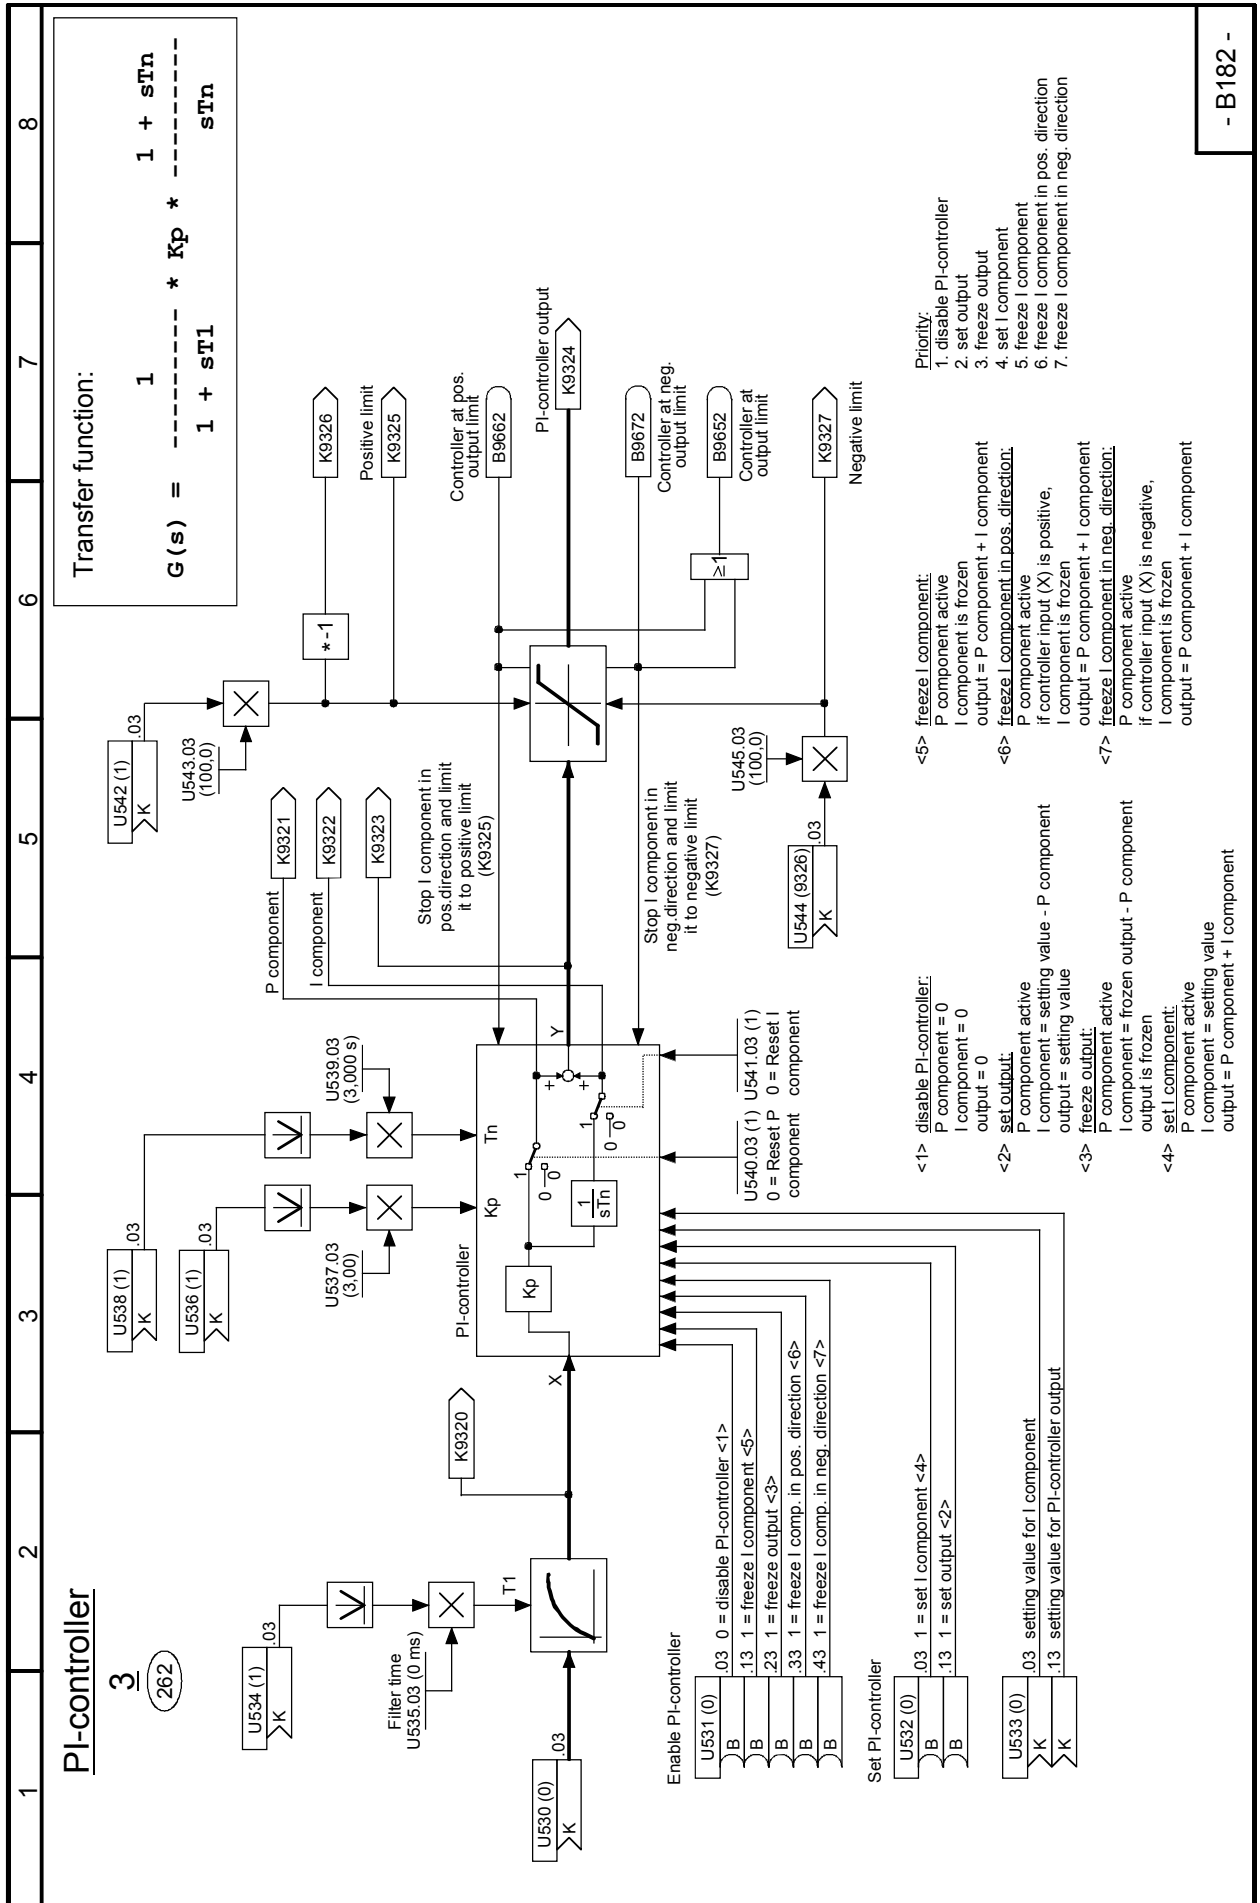 1 2 3 4 5 6 7 8
PI-controller
3
262
Transfer function:
1 1 + sTn
G(s) = -------- * Kp * ----------
1 + sT1 sTn
U534 (1)
K
.03
Filter time
U535.03 (0 ms)
T1
U530 (0)
K
.03
K9320
X
U538 (1)
K
.03
U536 (1)
K
.03
U537.03
(3,00)
U539.03
(3,000 s)
PI-controller
Kp
Tn
Kp
1
sTn
1
0
0
1
0
0
+
+
Y
U540.03 (1)
0 = Reset P
component
U541.03 (1)
0 = Reset I
component
P component
K9321
I component
K9322
K9323
Stop I component in
pos.direction and limit
it to positive limit
(K9325)
Stop I component in
neg.direction and limit
it to negative limit
(K9327)
U542 (1)
K
.03
U543.03
(100,0)
*-1
K9326
Positive limit
K9325
Controller at pos.
output limit
B9662
PI-controller output
K9324
B9672
Controller at neg.
output limit
≥1
B9652
Controller at
output limit
K9327
Negative limit
U545.03
(100,0)
U544 (9326)
K
.03
Enable PI-controller
U531 (0)
B .03 0 = disable PI-controller <1>
B .13 1 = freeze I component <5>
B .23 1 = freeze output <3>
B .33 1 = freeze I comp. in pos. direction <6>
B .43 1 = freeze I comp. in neg. direction <7>
Set PI-controller
U532 (0)
B .03 1 = set I component <4>
B .13 1 = set output <2>
U533 (0)
K .03 setting value for I component
K .13 setting value for PI-controller output
<1> disable PI-controller:
P component = 0
I component = 0
output = 0
<2> set output:
P component active
I component = setting value - P component
output = setting value
<3> freeze output:
P component active
I component = frozen output - P component
output is frozen
<4> set I component:
P component active
I component = setting value
output = P component + I component
<5> freeze I component:
P component active
I component is frozen
output = P component + I component
<6> freeze I component in pos. direction:
P component active
if controller input (X) is positive,
I component is frozen
output = P component + I component
<7> freeze I component in neg. direction:
P component active
if controller input (X) is negative,
I component is frozen
output = P component + I component
Priority:
1. disable PI-controller
2. set output
3. freeze output
4. set I component
5. freeze I component
6. freeze I component in pos. direction
7. freeze I component in neg. direction
- B182 -